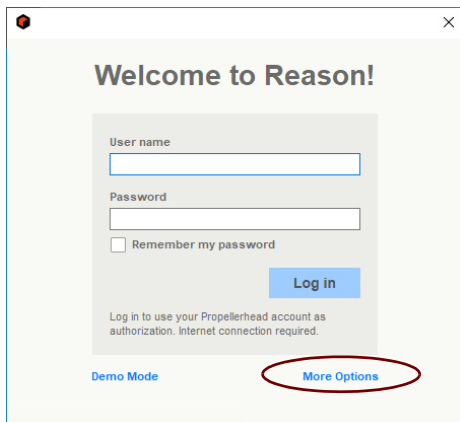 Welcome to Reason!
User name
Password
Remember my password
Log in
Log in to use your Propellerhead account as
authorization. Internet connection required.
Demo Mode
More Options